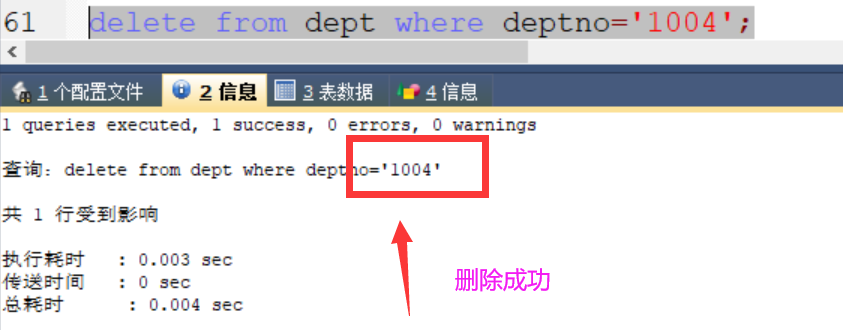 61 delete from dept where deptno='1004';
1 个配置文件 2 信息 3 表数据 4 信息
1 queries executed, 1 success, 0 errors, 0 warnings
查询：delete from dept where deptno='1004'
共 1 行受到影响
执行耗时 : 0.003 sec
传送时间 : 0 sec
总耗时 : 0.004 sec
删除成功